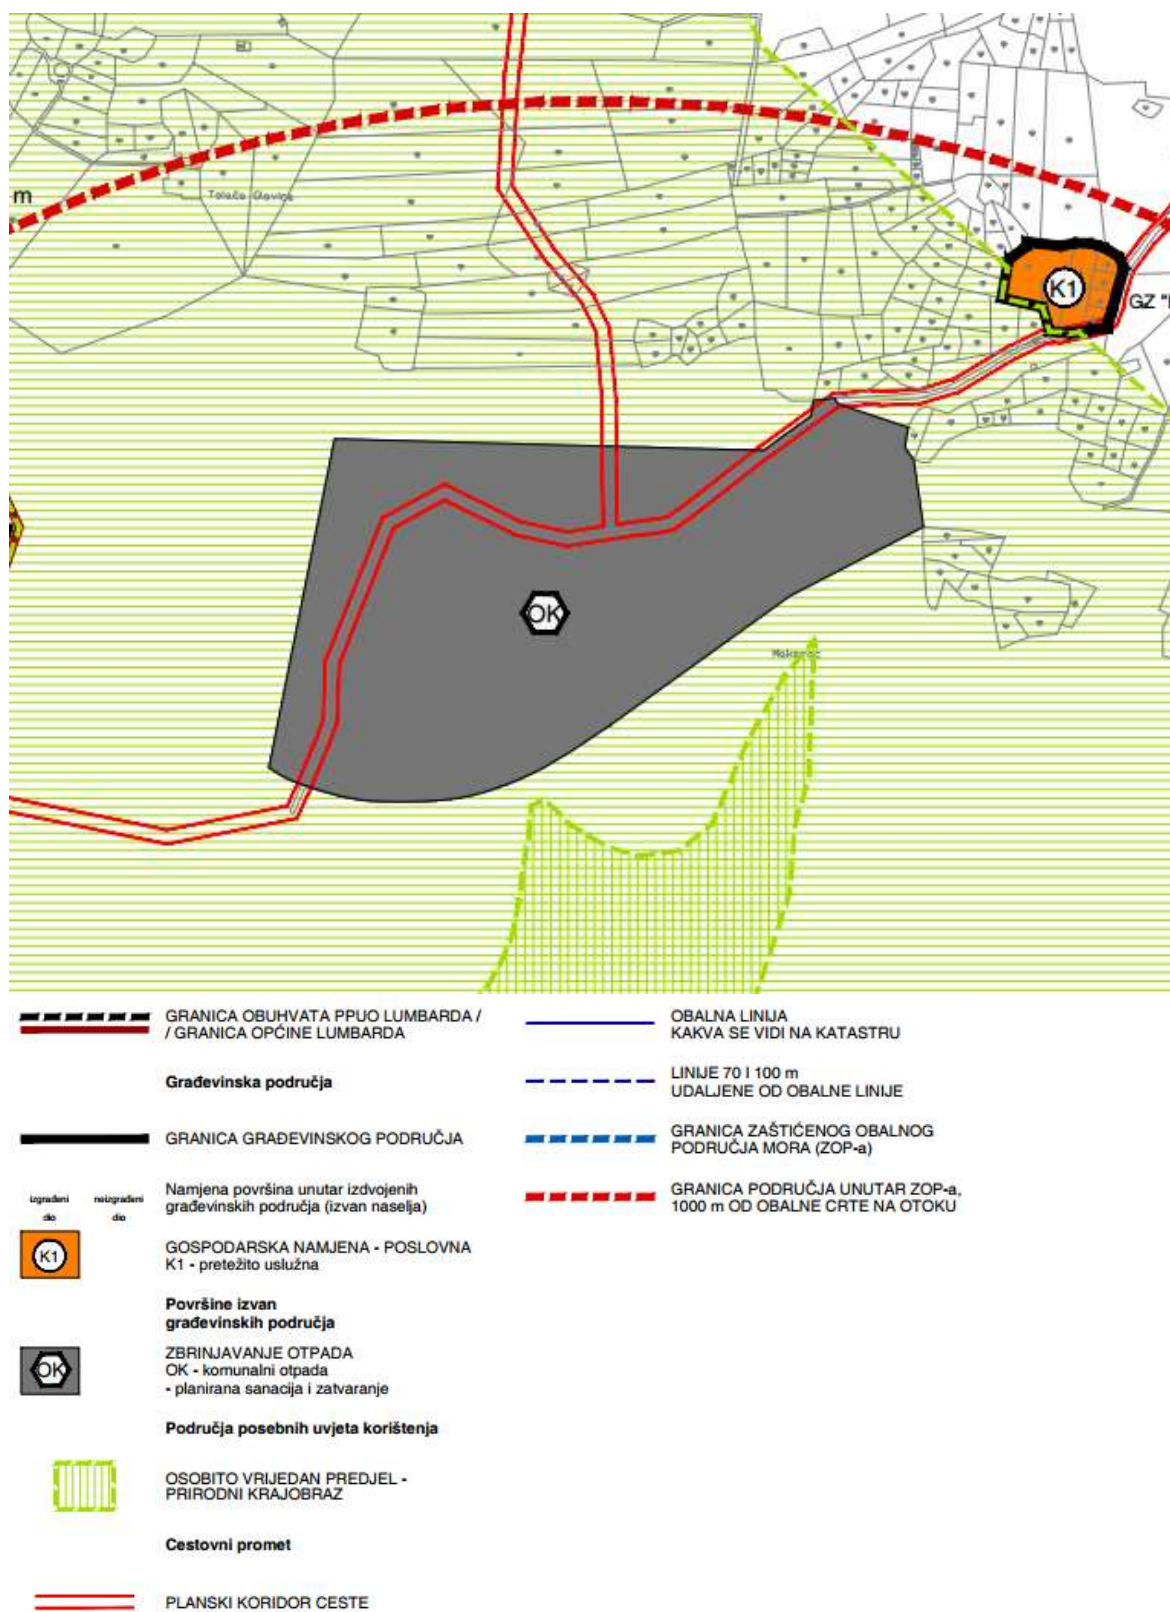 m
Tolača Glavica
K1
GZ "
OK
GRANICA OBUHVATA PPUO LUMBARDA /
/ GRANICA OPĆINE LUMBARDA
Građevinska područja
GRANICA GRAĐEVINSKOG PODRUČJA
izgrađeni neizgrađeni
dio dio
Namjena površina unutar izdvojenih
građevinskih područja (izvan naselja)
K1
GOSPODARSKA NAMJENA - POSLOVNA
K1 - pretežito uslužna
Površine izvan
građevinskih područja
OK
ZBRINJAVANJE OTPADA
OK - komunalni otpada
- planirana sanacija i zatvaranje
Područja posebnih uvjeta korištenja
OSOBITO VRIJEDAN PREDJEL -
PRIRODNI KRAJOBRAZ
Cestovni promet
PLANSKI KORIDOR CESTE
OBALNA LINIJA
KAKVA SE VIDI NA KATASTRU
LINIJE 70 I 100 m
UDALJENE OD OBALNE LINIJE
GRANICA ZAŠTIĆENOG OBALNOG
PODRUČJA MORA (ZOP-a)
GRANICA PODRUČJA UNUTAR ZOP-a,
1000 m OD OBALNE CRTE NA OTOKU